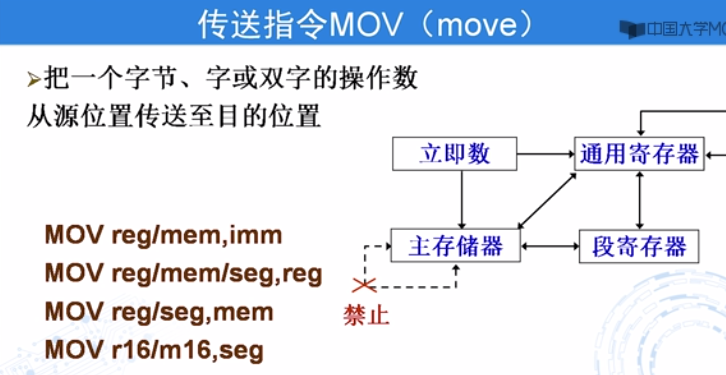 传送指令MOV（move）
中国大学MO
➢把一个字节、字或双字的操作数
从源位置传送至目的位置
立即数
通用寄存器
主存储器
段寄存器
禁止
MOV reg/mem,imm
MOV reg/mem/seg,reg
MOV reg/seg,mem
MOV r16/m16,seg